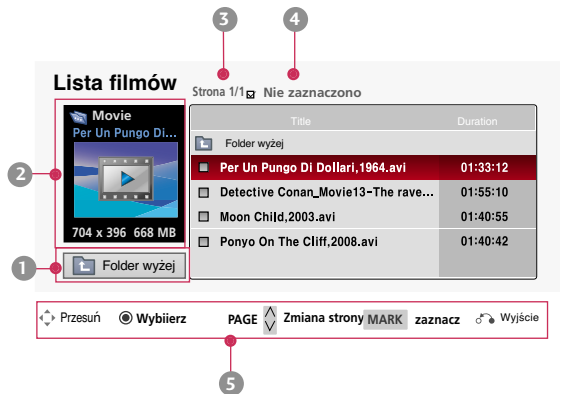 3 4
Lista filmów Strona 1/1 Nie zaznaczono
Movie
Per Un Pungo Di...
Title Duration
Folder wyżej
Per Un Pungo Di Dollari,1964.avi 01:33:12
Detective Conan_Movie13-The rave... 01:55:10
Moon Child,2003.avi 01:40:55
Ponyo On The Cliff,2008.avi 01:40:42
2
704 x 396 668 MB
1 Folder wyżej
Przesuń Wybiierz PAGE Zmiana strony MARK zaznacz Wyjście
5